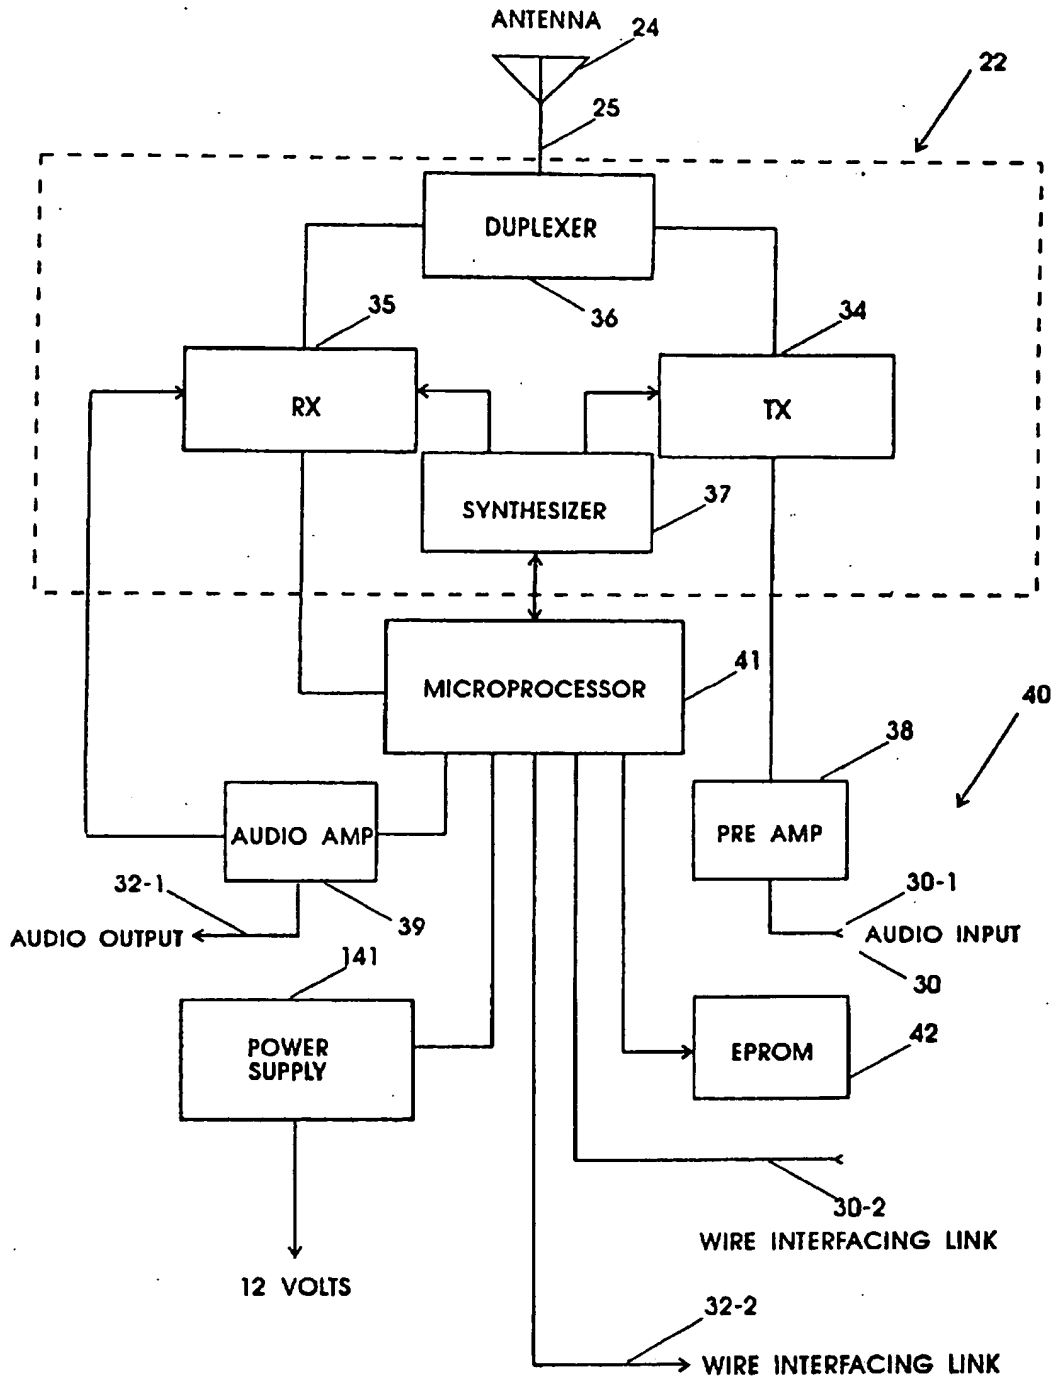 ANTENNA
24
22
25
DUPLEXER
36
35
34
RX
TX
SYNTHESIZER
37
MICROPROCESSOR
41
40
38
AUDIO AMP
PRE AMP
32-1
39
30-1
AUDIO OUTPUT
AUDIO INPUT
30
141
POWER
SUPPLY
EPROM
42
30-2
WIRE INTERFACING LINK
12 VOLTS
32-2
WIRE INTERFACING LINK